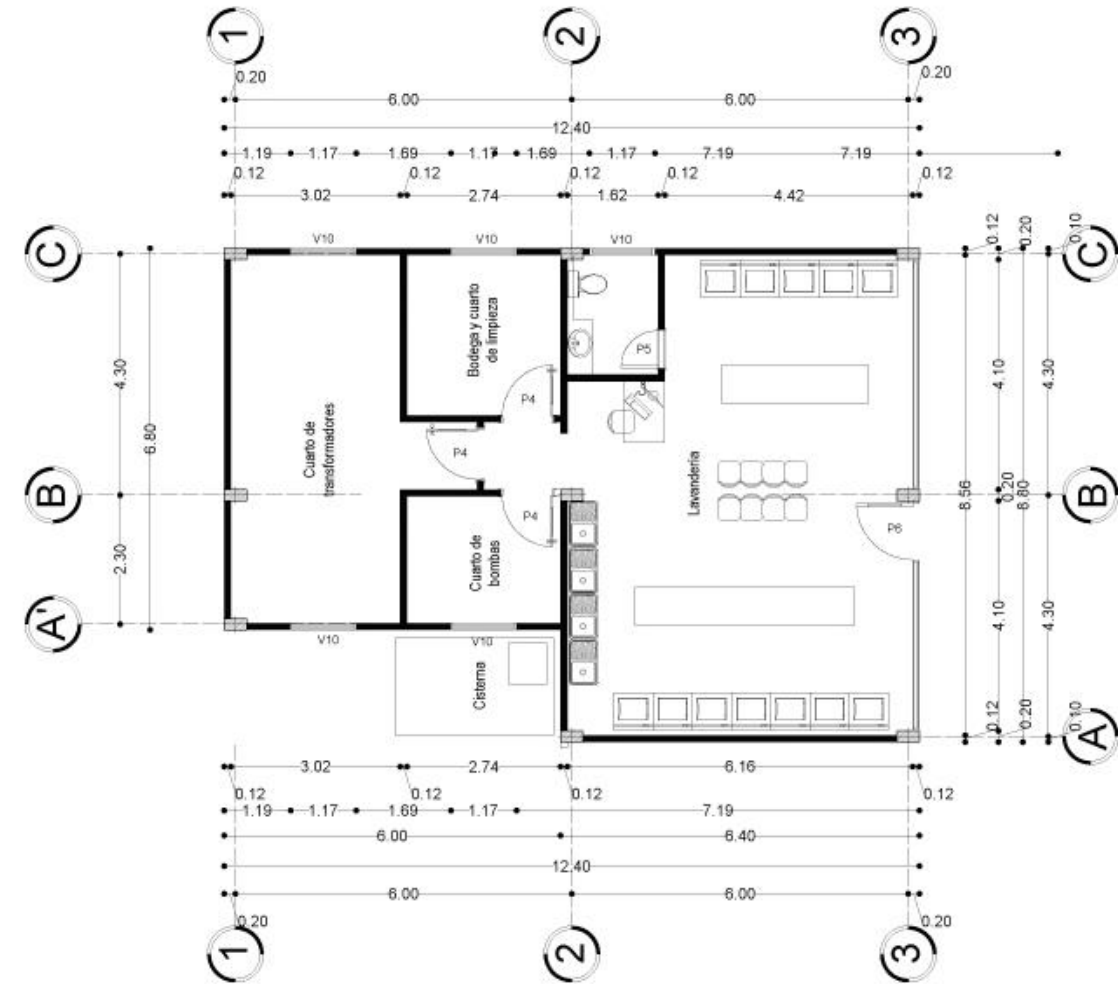 1
2
3
0.20
0.20
6.00
6.00
12.40
1.19
1.17
1.69
1.17
1.69
1.17
7.19
7.19
0.12
0.12
0.12
0.12
0.12
3.02
2.74
1.62
4.42
V10
V10
V10
C
B
A'
4.30
2.30
6.80
C
B
A
0.12
0.20
0.10
4.10
4.30
8.56
0.20
8.80
4.10
4.30
0.12
0.20
0.10
Cuarto de
transformadores
Bodega y cuarto
de limpieza
P5
P4
P4
P4
Cuarto de
bombas
Lavandería
P6
V10
V10
Cisterna
3.02
2.74
6.16
0.12
0.12
0.12
0.12
1.19
1.17
1.69
1.17
7.19
6.00
6.40
12.40
6.00
6.00
0.20
0.20
1
2
3